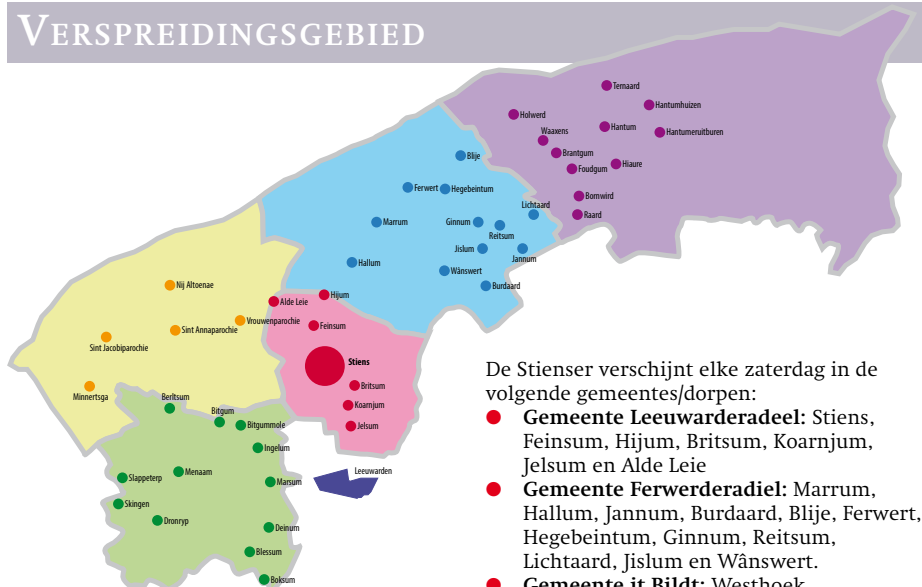 VERSPREIDINGSGEBIED
Ternaard
Hantumhuizen
Holwerd
Hantum
Hantumeruitburen
Waaxens
Brantgum
Hiaure
Foudgum
Bornwird
Raard
Blije
Ferwert
Hegebeintum
Lichtaard
Marrum
Ginnum
Reitsum
Jislum
Jannum
Hallum
Wânswert
Burdaard
Nij Altoenae
Alde Leie
Hijum
Vrouwenparochie
Feinsum
Sint Annaparochie
Sint Jacobiparochie
Stiens
Minnertsga
Britsum
Berltsum
Koarnjum
Bitgum
Bitgummole
Jelsum
Ingelum
Leeuwarden
Menaam
Slappeterp
Marsum
Skingen
Dronryp
Deinum
Blessum
Boksum
De Stienser verschijnt elke zaterdag in de
volgende gemeentes/dorpen:
Gemeente Leeuwarderadeel: Stiens,
Feinsum, Hijum, Britsum, Koarnjum,
Jelsum en Alde Leie
Gemeente Ferwerderadiel: Marrum,
Hallum, Jannum, Burdaard, Blije, Ferwert,
Hegebeintum, Ginnum, Reitsum,
Lichtaard, Jislum en Wânswert.
Gemeente it Bildt: Westhoek,